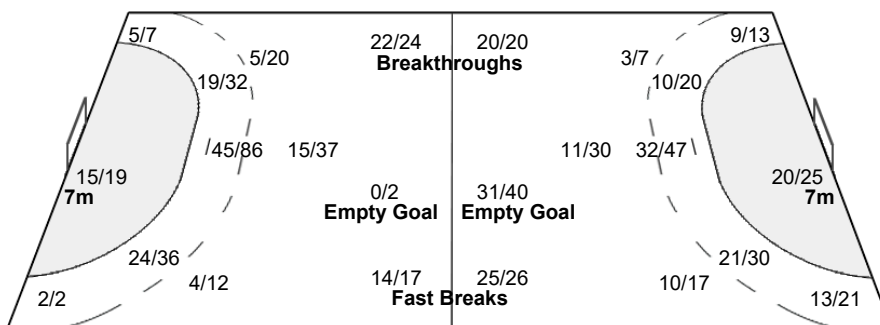 5/7 22/24 20/20 9/13
5/20 Breakthroughs 3/7
19/32 10/20
45/86 15/37 11/30 32/47
15/19 20/25
7m 0/2 31/40 7m
Empty Goal Empty Goal
24/36 21/30
4/12 14/17 25/26 10/17
2/2 Fast Breaks 13/21